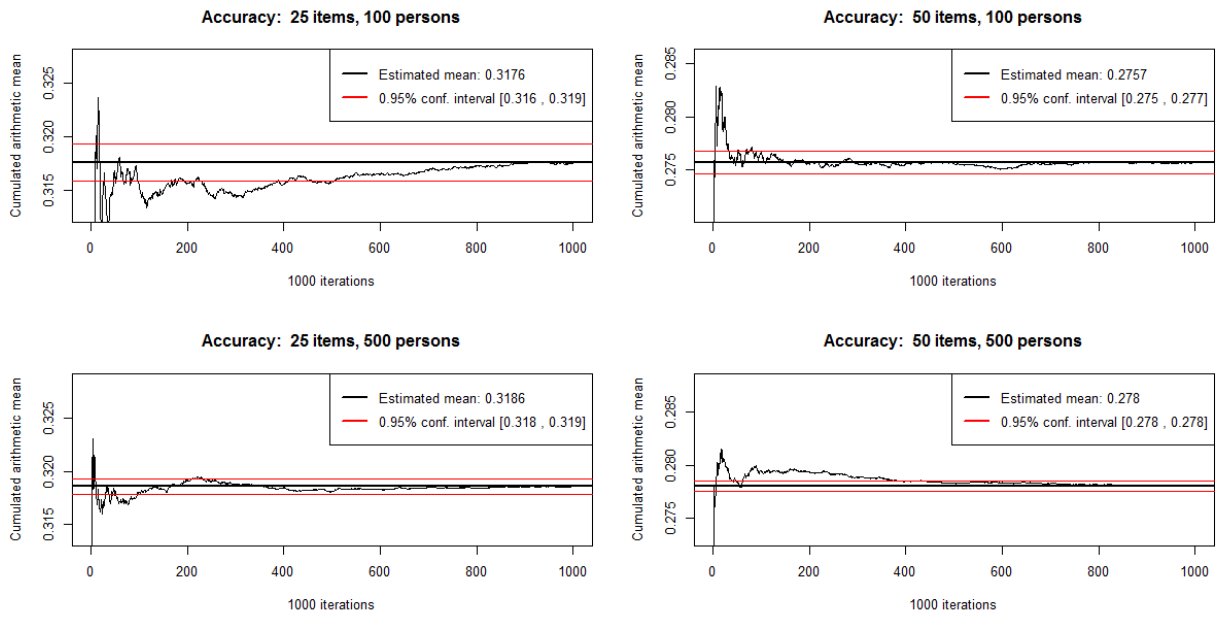 Accuracy:  25 items, 100 persons
Cumulated arithmetic mean
0.325
0.320
0.315
Estimated mean: 0.3176
0.95% conf. interval [0.316 , 0.319]
0 200 400 600 800 1000
1000 iterations
Accuracy:  50 items, 100 persons
Cumulated arithmetic mean
0.285
0.280
0.275
Estimated mean: 0.2757
0.95% conf. interval [0.275 , 0.277]
0 200 400 600 800 1000
1000 iterations
Accuracy:  25 items, 500 persons
Cumulated arithmetic mean
0.325
0.320
0.315
Estimated mean: 0.3186
0.95% conf. interval [0.318 , 0.319]
0 200 400 600 800 1000
1000 iterations
Accuracy:  50 items, 500 persons
Cumulated arithmetic mean
0.285
0.280
0.275
Estimated mean: 0.278
0.95% conf. interval [0.278 , 0.278]
0 200 400 600 800 1000
1000 iterations